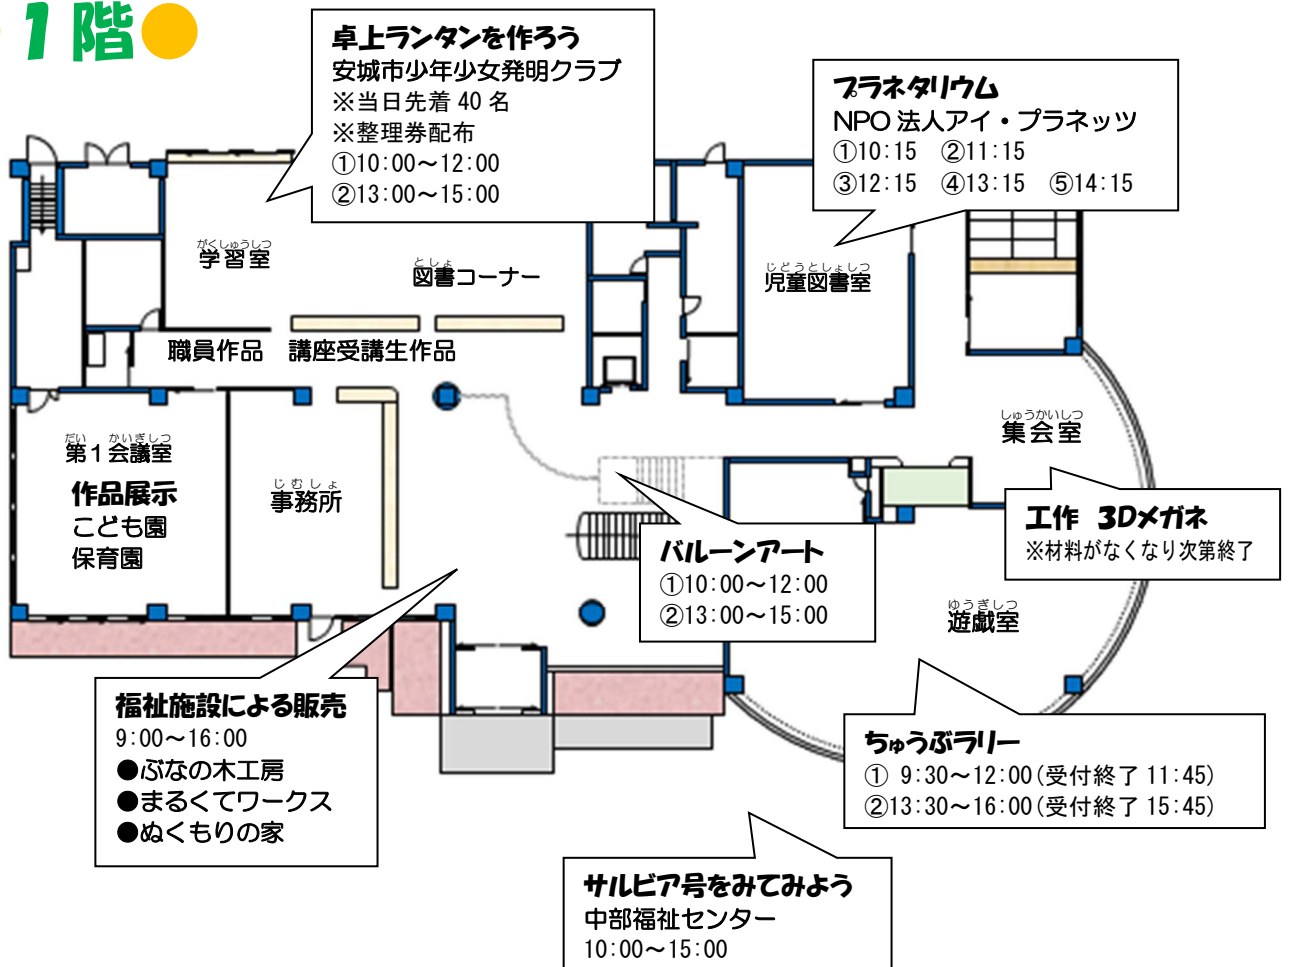 1階
卓上ランタンを作ろう
安城市少年少女発明クラブ
※当日先着 40 名
※整理券配布
①10:00～12:00
②13:00～15:00
プラネタリウム
NPO 法人アイ・プラネッツ
①10:15 ②11:15
③12:15 ④13:15 ⑤14:15
がくしゅうしつ
学習室
としょ
図書コーナー
じどうとしょしつ
児童図書室
職員作品 講座受講生作品
しゅうかいしつ
集会室
だい かいぎしつ
第1会議室
作品展示
こども園
保育園
じむしょ
事務所
工作 3Dメガネ
※材料がなくなり次第終了
バルーンアート
①10:00～12:00
②13:00～15:00
ゆうぎしつ
遊戯室
福祉施設による販売
9:00～16:00
●ぶなの木工房
●まるくてワークス
●ぬくもりの家
ちゅうぶラリー
① 9:30～12:00(受付終了 11:45)
②13:30～16:00(受付終了 15:45)
サルビア号をみてみよう
中部福祉センター
10:00～15:00